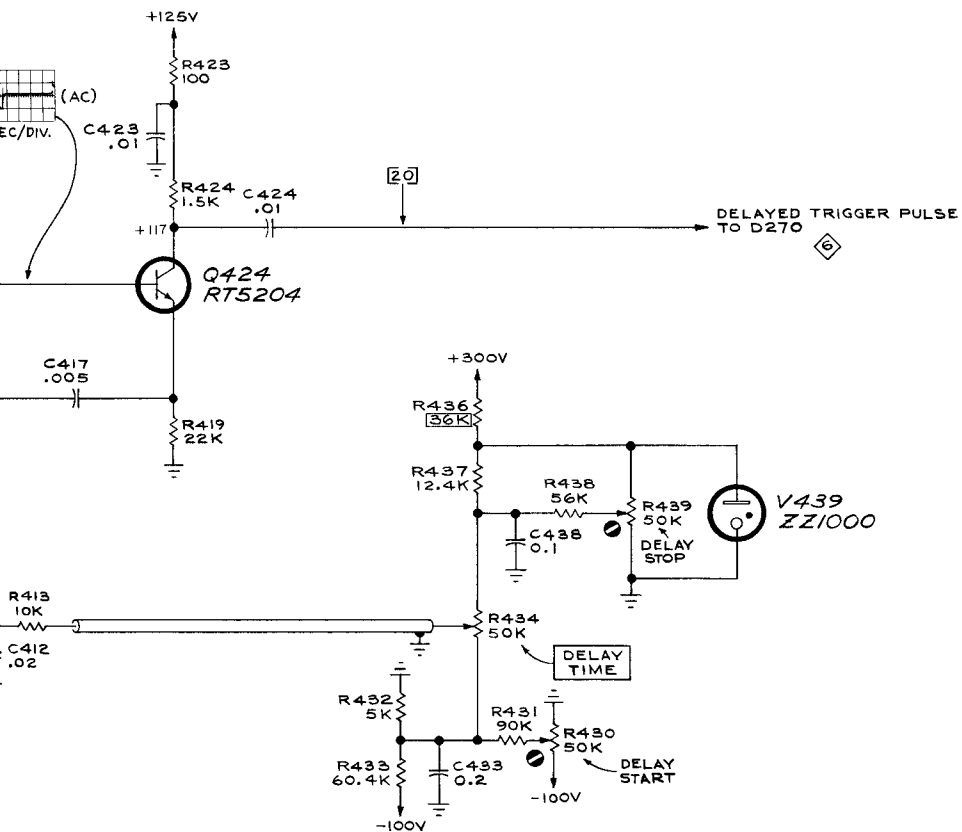 +125V
R423
100
(AC)
EC/DIV.
C423
.01
R424
1.5K
C424
.01
20
+117
DELAYED TRIGGER PULSE
TO D270
6
Q424
RT5204
C417
.005
R419
22K
+300V
R436
36K
R437
12.4K
R438
56K
C438
0.1
R439
50K
DELAY
STOP
V439
ZZ1000
R413
10K
C412
.02
R434
50K
DELAY
TIME
R432
5K
R431
90K
R430
50K
R433
60.4K
C433
0.2
DELAY
START
-100V
-100V